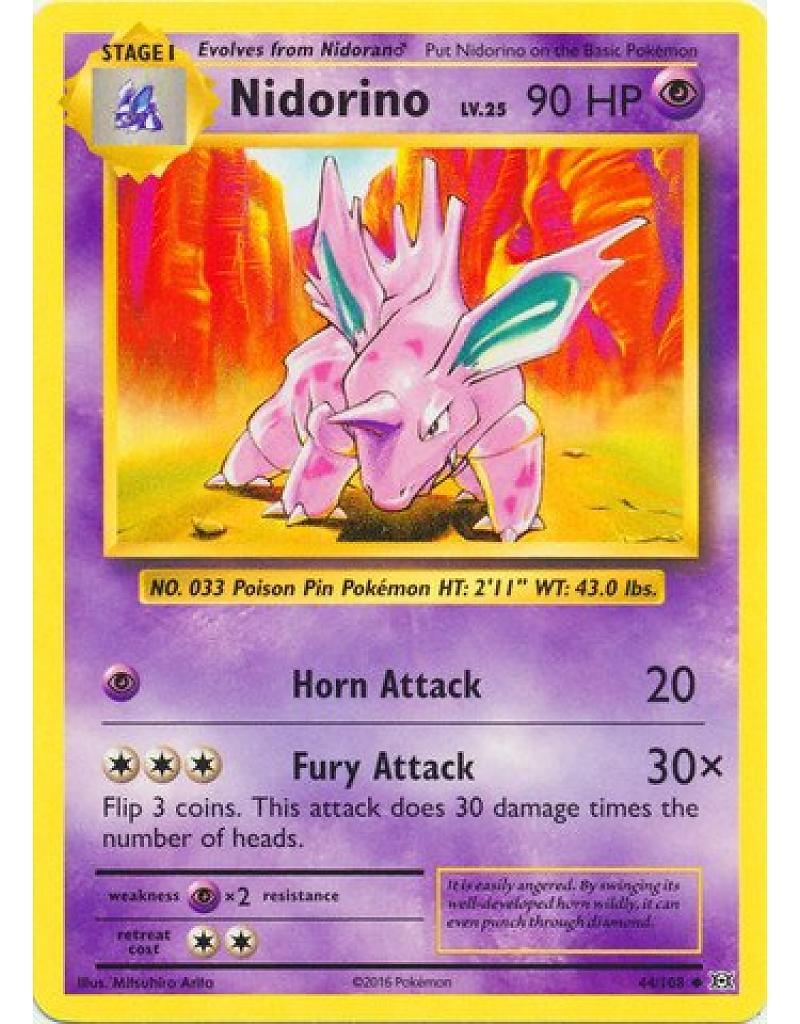 STAGE 1 Evolves from Nidoran♂ Put Nidorino on the Basic Pokémon
Nidorino LV.25 90 HP
NO. 033 Poison Pin Pokémon HT: 2'11" WT: 43.0 lbs.
Horn Attack 20
Fury Attack 30×
Flip 3 coins. This attack does 30 damage times the
number of heads.
weakness ×2 resistance
retreat
cost
It is easily angered. By swinging its
well-developed horn wildly, it can
even punch through diamond.
Illus. Mitsuhiro Arita ©2016 Pokémon 44/108